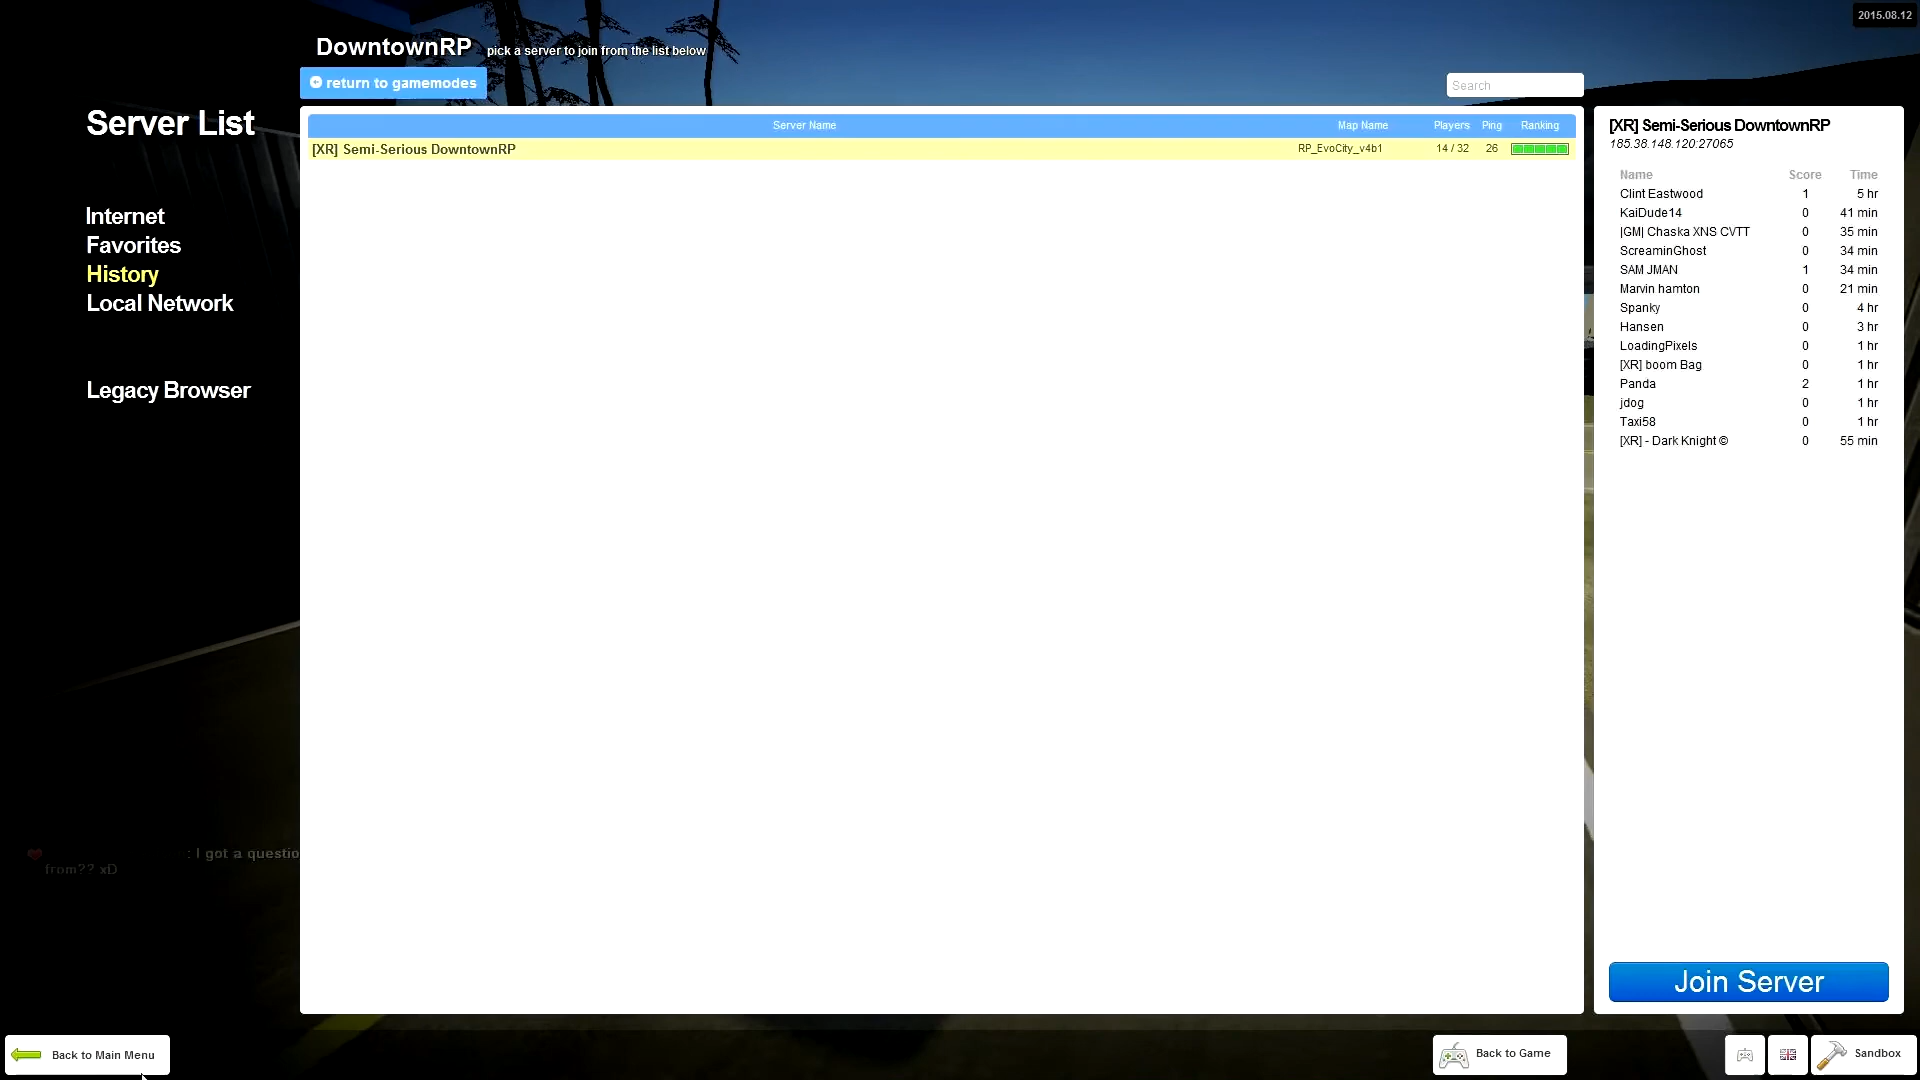 2015.08.12
DowntownRP pick a server to join from the list below
return to gamemodes
Search
Server List
Internet
Favorites
History
Local Network
Legacy Browser
Server Name Map Name Players Ping Ranking
[XR] Semi-Serious DowntownRP RP_EvoCity_v4b1 14 / 32 26
[XR] Semi-Serious DowntownRP
185.38.148.120:27065
Name Score Time
Clint Eastwood 1 5 hr
KaiDude14 0 41 min
|GM| Chaska XNS CVTT 0 35 min
ScreaminGhost 0 34 min
SAM JMAN 1 34 min
Marvin hamton 0 21 min
Spanky 0 4 hr
Hansen 0 3 hr
LoadingPixels 0 1 hr
[XR] boom Bag 0 1 hr
Panda 2 1 hr
jdog 0 1 hr
Taxi58 0 1 hr
[XR] - Dark Knight © 0 55 min
: I got a questio
from?? xD
Join Server
Back to Main Menu
Back to Game
Sandbox